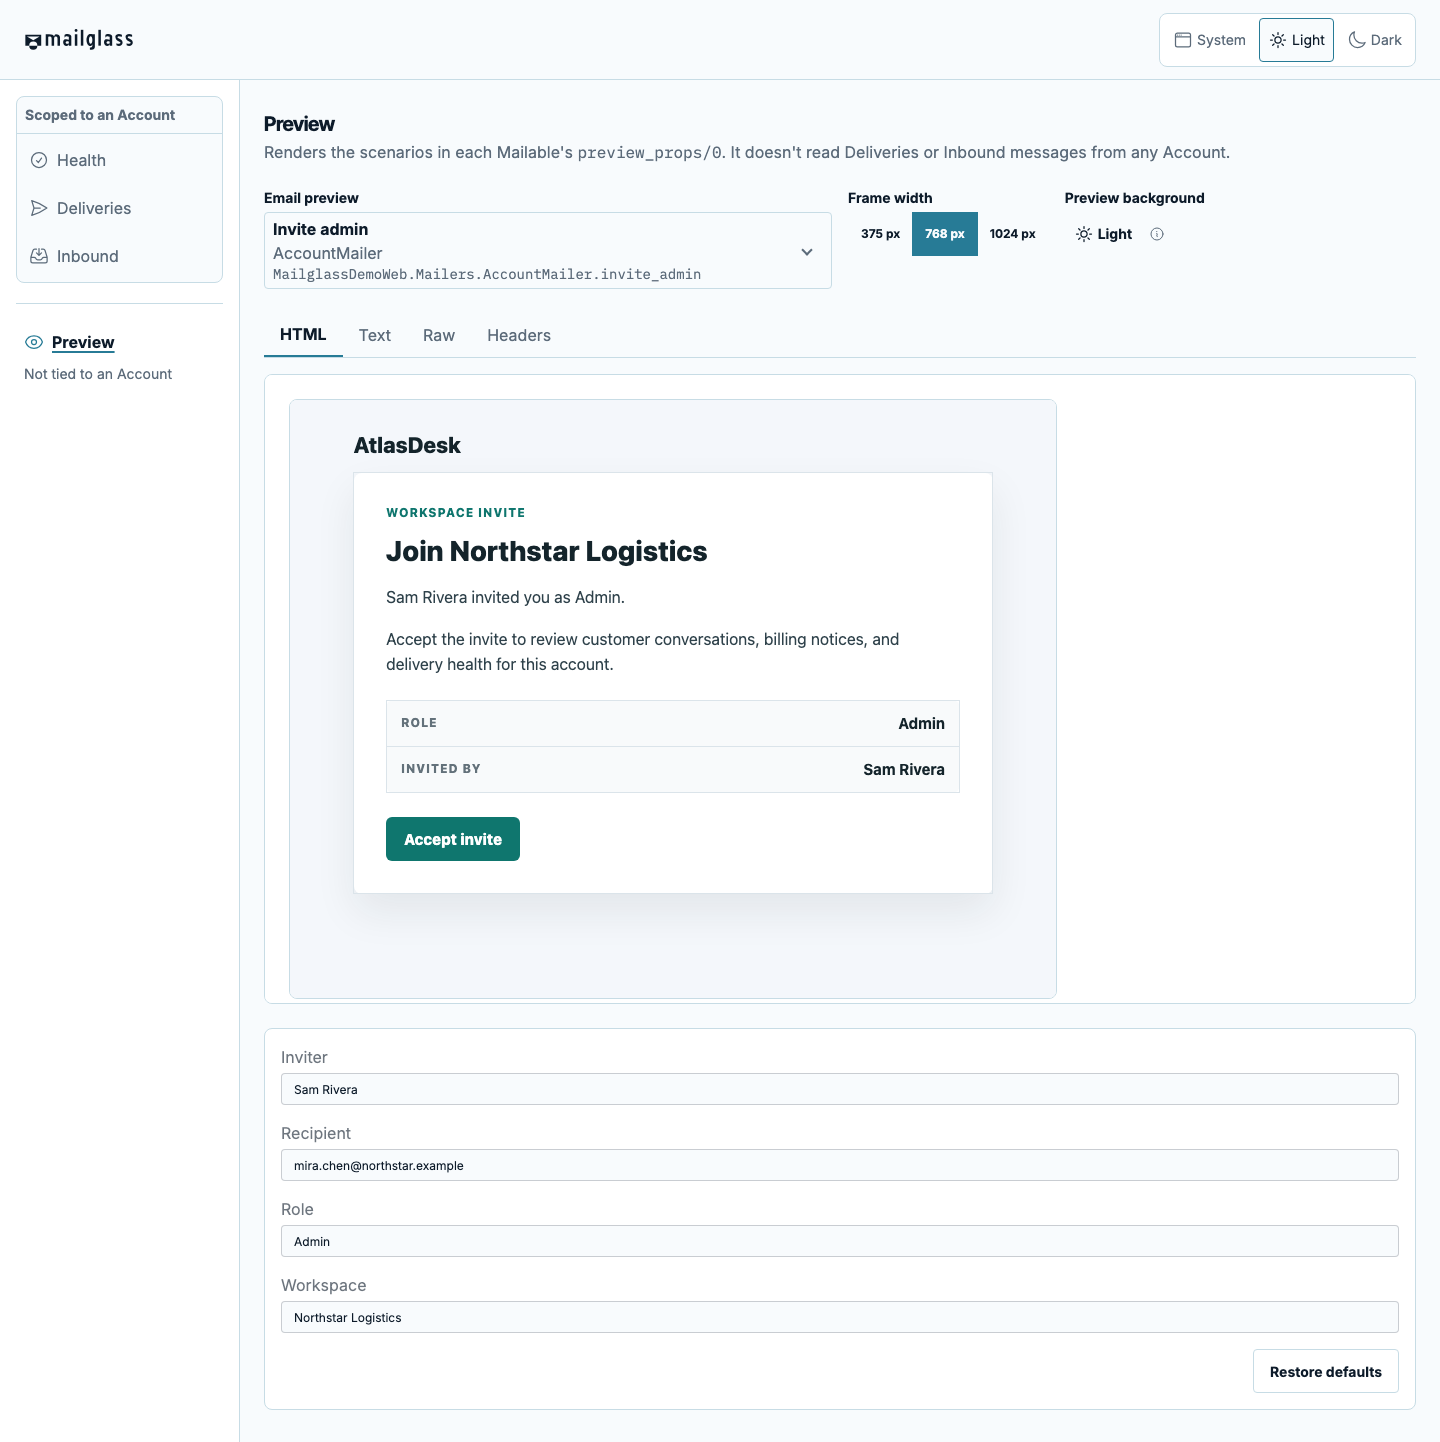 mailglass
System
Light
Dark
Scoped to an Account
Health
Deliveries
Inbound
Preview
Not tied to an Account
Preview
Renders the scenarios in each Mailable's preview_props/0. It doesn't read Deliveries or Inbound messages from any Account.
Email preview
Invite admin
AccountMailer
MailglassDemoWeb.Mailers.AccountMailer.invite_admin
Frame width
375 px
768 px
1024 px
Preview background
Light
HTML
Text
Raw
Headers
AtlasDesk
WORKSPACE INVITE
Join Northstar Logistics
Sam Rivera invited you as Admin.
Accept the invite to review customer conversations, billing notices, and
delivery health for this account.
ROLE
Admin
INVITED BY
Sam Rivera
Accept invite
Inviter
Sam Rivera
Recipient
mira.chen@northstar.example
Role
Admin
Workspace
Northstar Logistics
Restore defaults